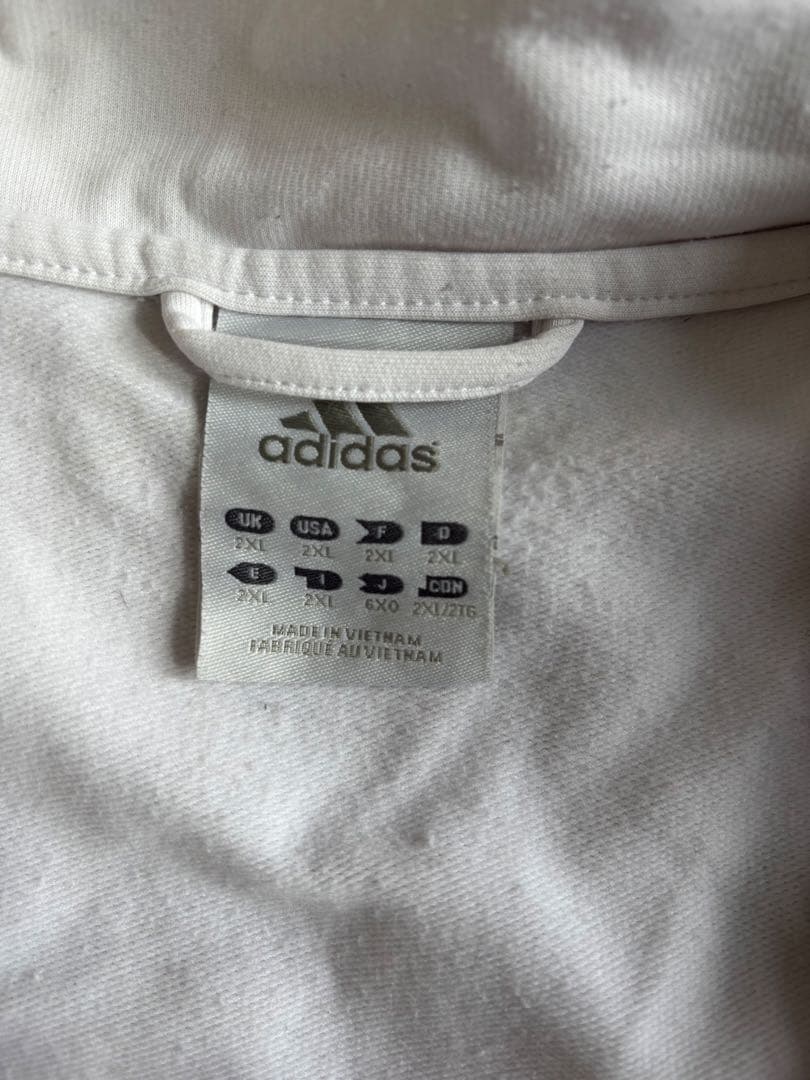 adidas
UK USA F D
2XL 2XL 2XL 2XL
E I J CDN
2XL 2XL 6XO 2XL/2TG
MADE IN VIETNAM
FABRIQUÉ AU VIETNAM